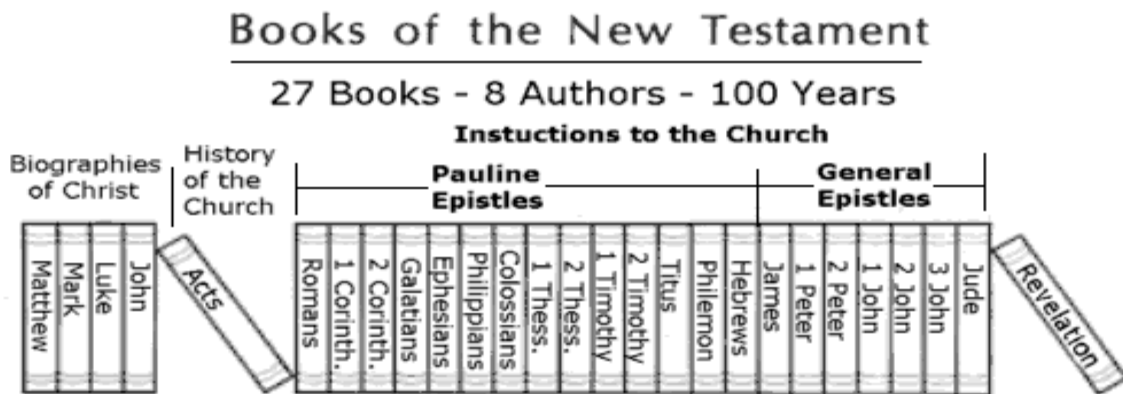 Books of the New Testament
27 Books - 8 Authors - 100 Years
Instuctions to the Church
Biographies
of Christ
History
of the
Church
Pauline
Epistles
General
Epistles
Matthew
Mark
Luke
John
Acts
Romans
1 Corinth.
2 Corinth.
Galatians
Ephesians
Philippians
Colossians
1 Thess.
2 Thess.
1 Timothy
2 Timothy
Titus
Philemon
Hebrews
James
1 Peter
2 Peter
1 John
2 John
3 John
Jude
Revelation